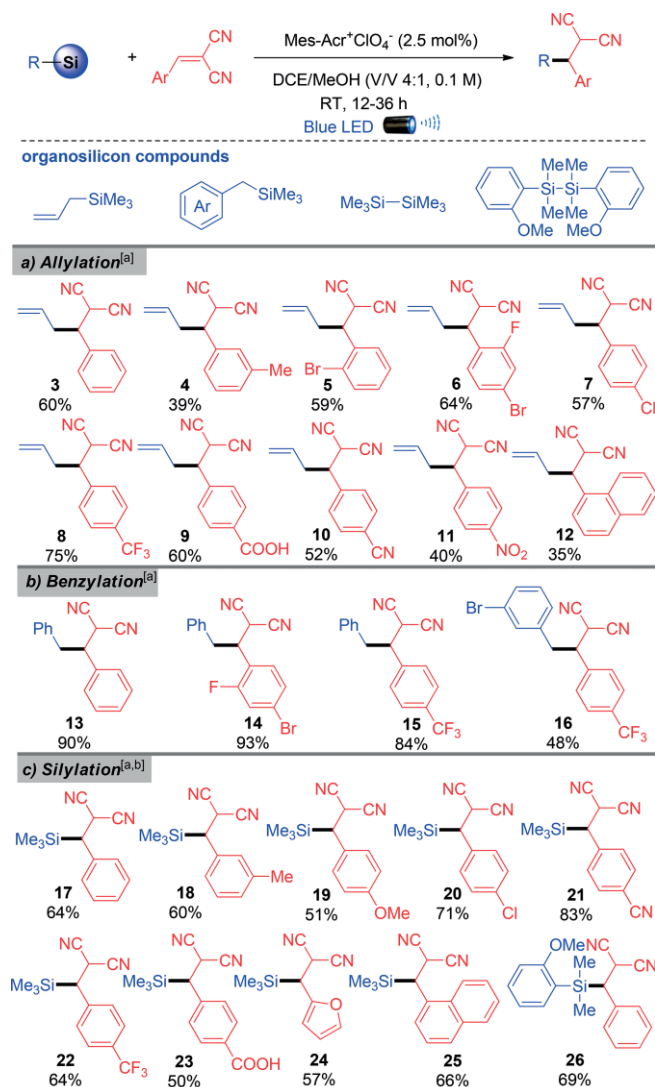 R Si + Ar CN CN Mes-Acr⁺ClO₄⁻ (2.5 mol%) NC CN R Ar
DCE/MeOH (V/V 4:1, 0.1 M)
RT, 12-36 h
Blue LED
organosilicon compounds
SiMe₃ Ar SiMe₃ Me₃Si SiMe₃ Me Me Si Si Me Me OMe MeO
a) Allylation[a]
NC CN NC CN Me NC CN Br NC CN F Br NC CN Cl
3 4 5 6 7
60% 39% 59% 64% 57%
NC CN CF₃ NC CN COOH NC CN CN NC CN NO₂ NC CN
8 9 10 11 12
75% 60% 52% 40% 35%
b) Benzylation[a]
Ph NC CN Ph NC CN F Br Ph NC CN CF₃ Br NC CN CF₃
13 14 15 16
90% 93% 84% 48%
c) Silylation[a,b]
Me₃Si NC CN Me₃Si NC CN Me Me₃Si NC CN OMe Me₃Si NC CN Cl Me₃Si NC CN CN
17 18 19 20 21
64% 60% 51% 71% 83%
Me₃Si NC CN CF₃ Me₃Si NC CN COOH Me₃Si NC CN O Me₃Si NC CN OMe Me Si Me NC CN
22 23 24 25 26
64% 50% 57% 66% 69%